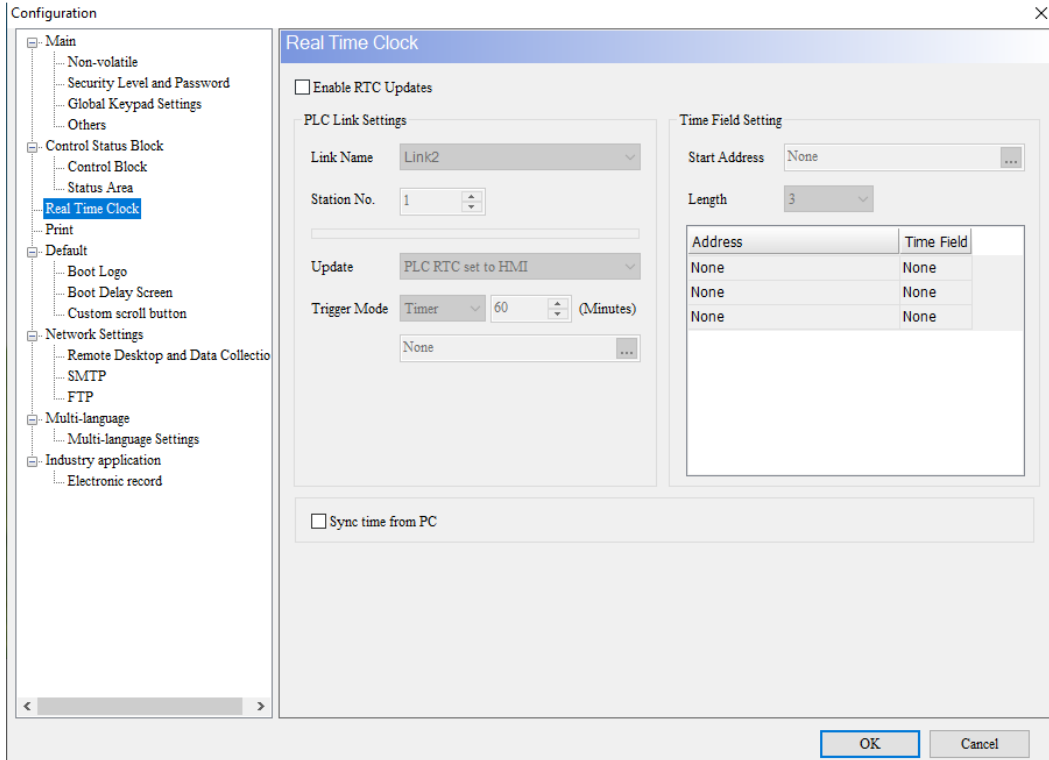 Configuration
Main
Non-volatile
Security Level and Password
Global Keypad Settings
Others
Control Status Block
Control Block
Status Area
Real Time Clock
Print
Default
Boot Logo
Boot Delay Screen
Custom scroll button
Network Settings
Remote Desktop and Data Collectio
SMTP
FTP
Multi-language
Multi-language Settings
Industry application
Electronic record
Real Time Clock
Enable RTC Updates
PLC Link Settings
Link Name Link2
Station No. 1
Update PLC RTC set to HMI
Trigger Mode Timer 60 (Minutes)
None ...
Time Field Setting
Start Address None ...
Length 3
Address Time Field
None None
None None
None None
Sync time from PC
OK Cancel